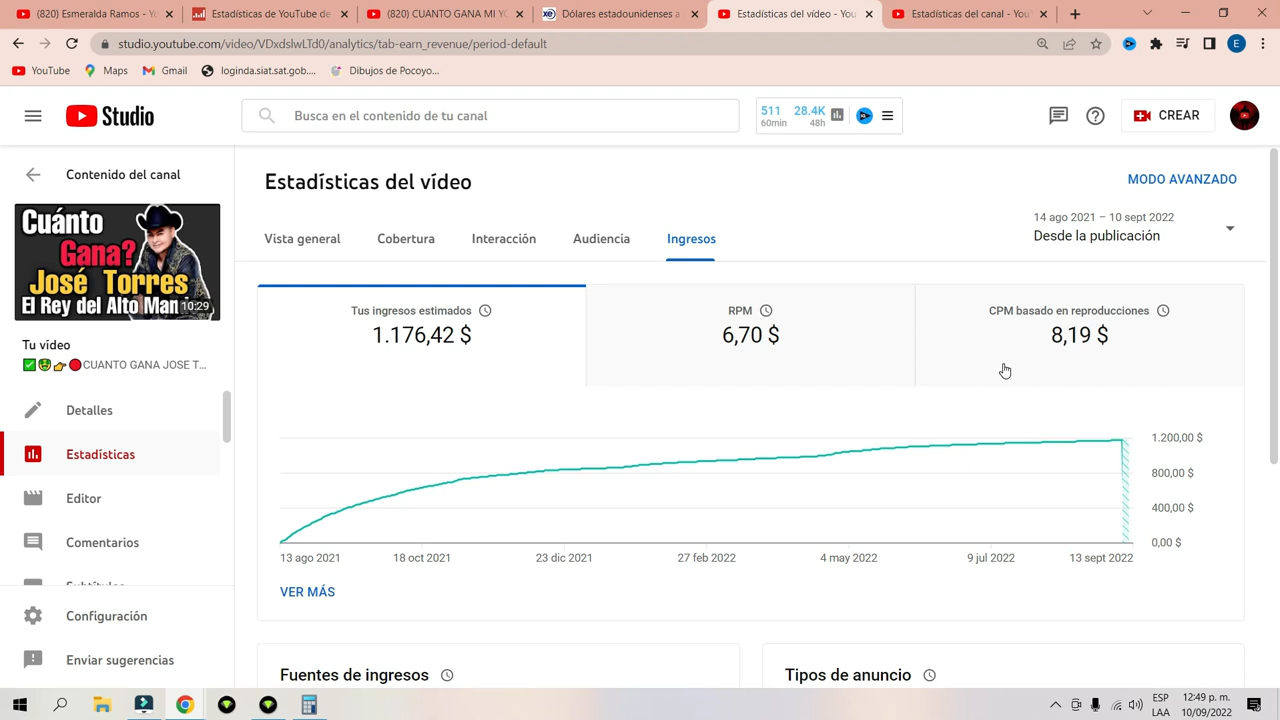 (820) Esmeralda Ramos - Y
Estadísticas de YouTube de
(820) CUANTO GANA MI YO
Dólares estadounidenses a
Estadísticas del vídeo - You
Estadísticas del canal - YouT
studio.youtube.com/video/VDxdslwLTd0/analytics/tab-earn_revenue/period-default
E
YouTube
Maps
Gmail
loginda.siat.sat.gob....
Dibujos de Pocoyo...
Studio
Busca en el contenido de tu canal
511
60min
28.4K
48h
CREAR
Contenido del canal
Cuánto
Gana?
José Torres
El Rey del Alto Man
10:29
Tu vídeo
CUANTO GANA JOSE T...
Detalles
Estadísticas
Editor
Comentarios
Subtítulos
Configuración
Enviar sugerencias
Estadísticas del vídeo
MODO AVANZADO
Vista general
Cobertura
Interacción
Audiencia
Ingresos
14 ago 2021 – 10 sept 2022
Desde la publicación
Tus ingresos estimados
1.176,42 $
RPM
6,70 $
CPM basado en reproducciones
8,19 $
1.200,00 $
800,00 $
400,00 $
0,00 $
13 ago 2021
18 oct 2021
23 dic 2021
27 feb 2022
4 may 2022
9 jul 2022
13 sept 2022
VER MÁS
Fuentes de ingresos
Tipos de anuncio
ESP
LAA
12:49 p. m.
10/09/2022